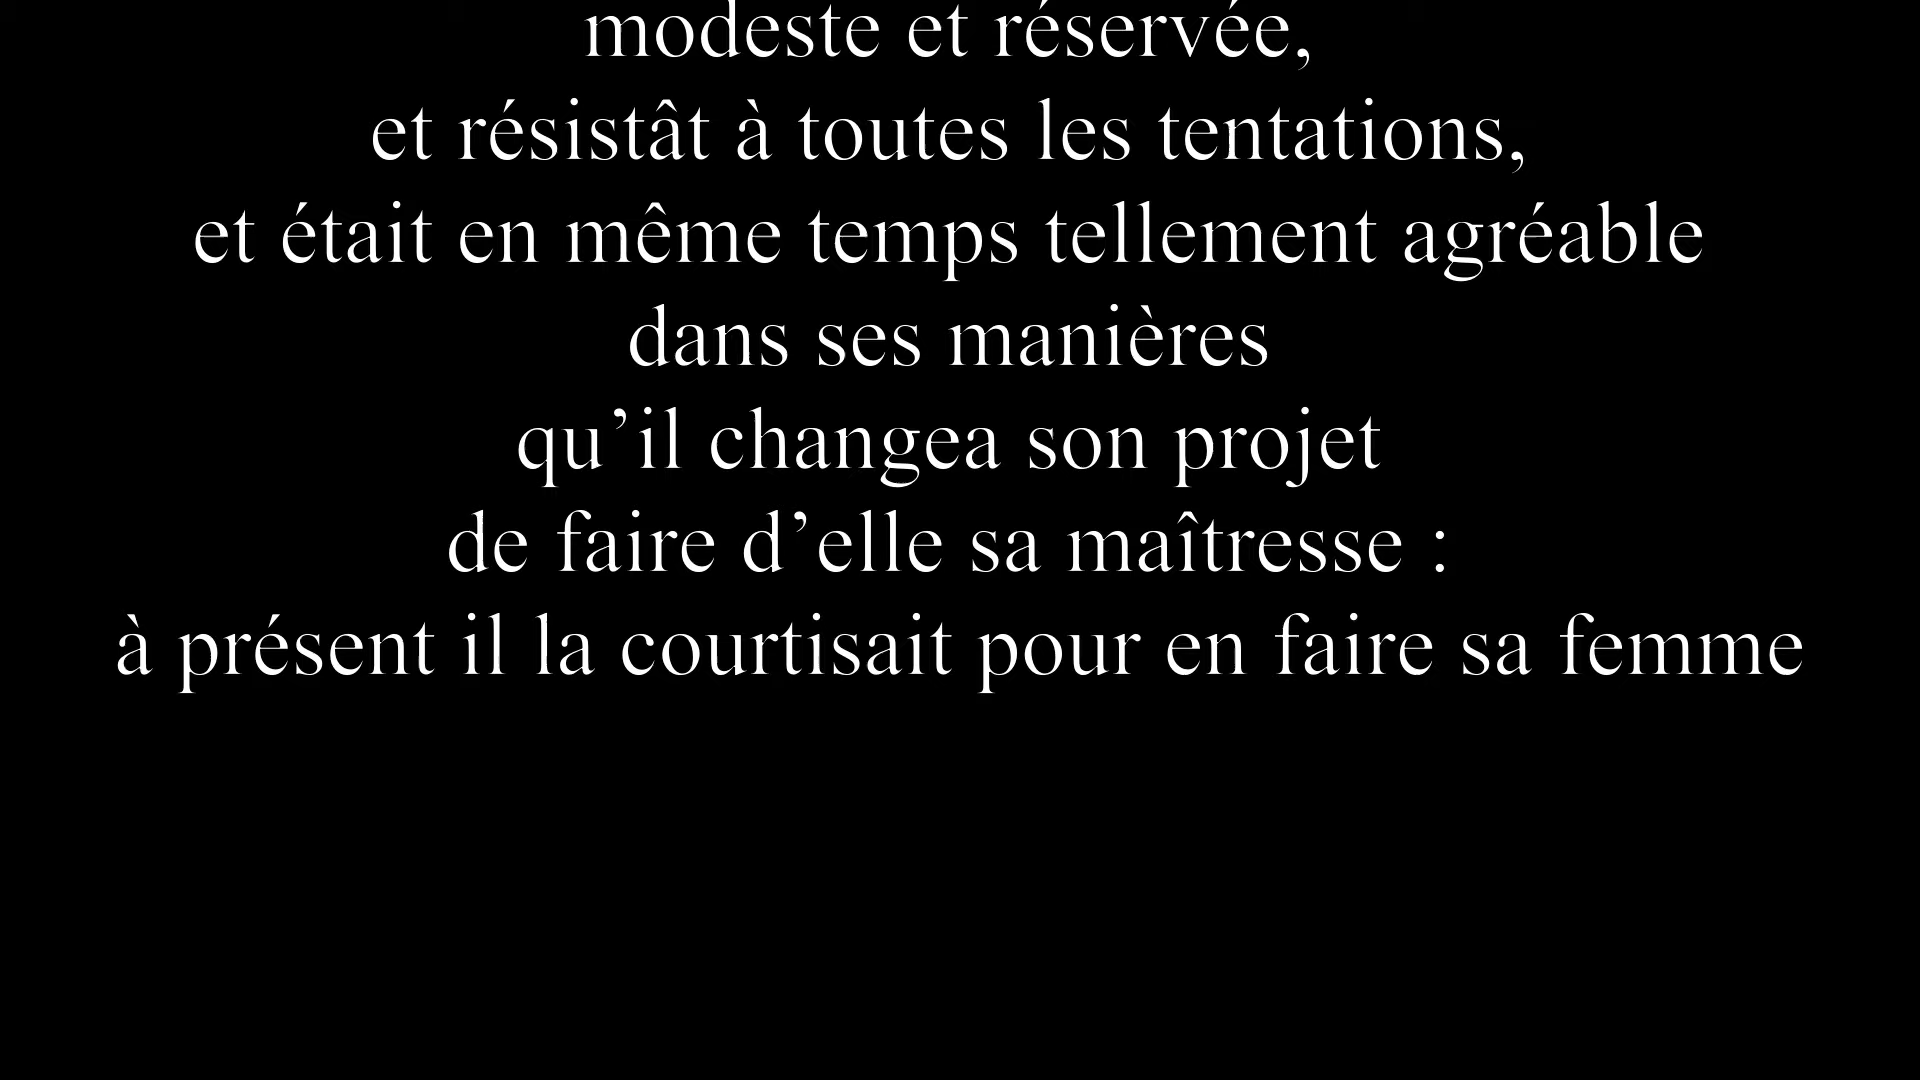 modeste et réservée,
et résistât à toutes les tentations,
et était en même temps tellement agréable
dans ses manières
qu’il changea son projet
de faire d’elle sa maîtresse :
à présent il la courtisait pour en faire sa femme